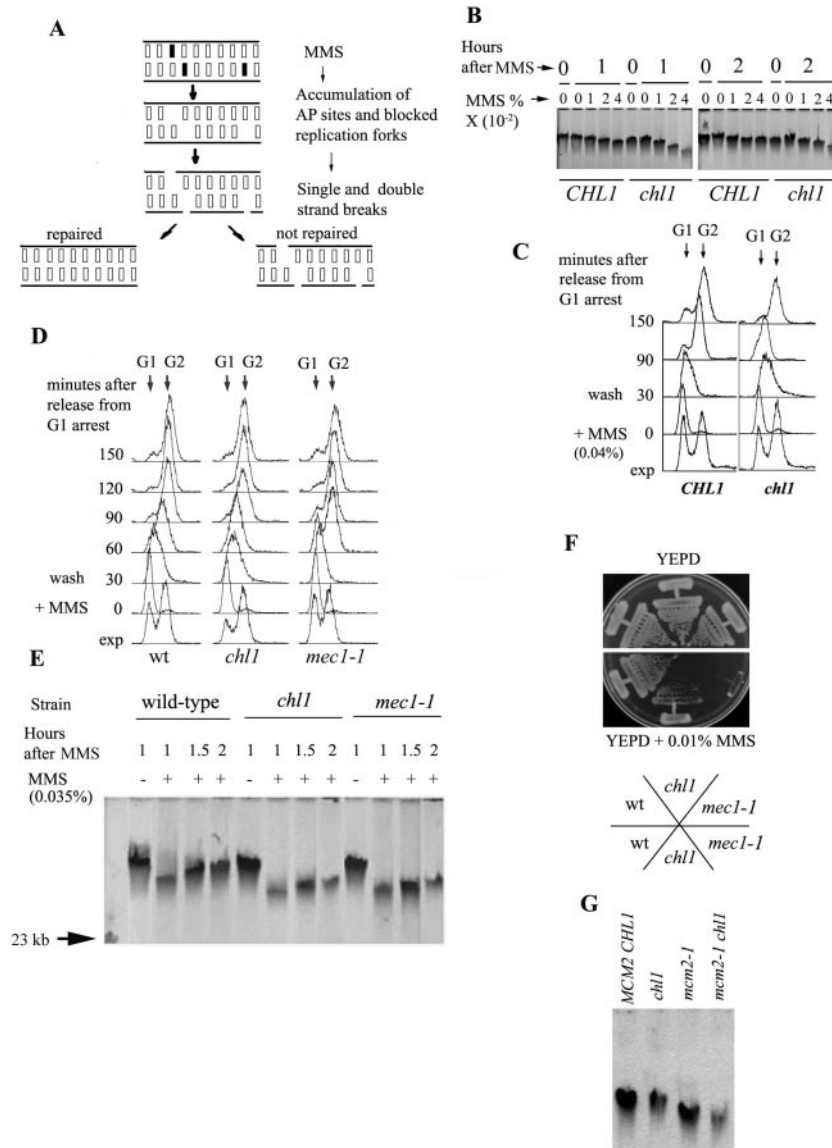 A
MMS
Accumulation of
AP sites and blocked
replication forks
Single and double
strand breaks
repaired
not repaired
B
Hours
after MMS
0 1 0 1 0 2 0 2
MMS %
X (10-2)
0 0 1 2 4 0 0 1 2 4 0 0 1 2 4 0 0 1 2 4
CHL1 chl1 CHL1 chl1
C
G1 G2 G1 G2
minutes after
release from
G1 arrest
150
90
wash 30
+ MMS 0
(0.04%)
exp
CHL1 chl1
D
G1 G2 G1 G2 G1 G2
minutes after
release from
G1 arrest
150
120
90
60
wash 30
+ MMS 0
exp
wt chl1 mec1-1
E
Strain wild-type chl1 mec1-1
Hours
after MMS 1 1 1.5 2 1 1 1.5 2 1 1 1.5 2
MMS - + + + - + + + - + + +
(0.035%)
23 kb
F
YEPD
YEPD + 0.01% MMS
chl1
wt mec1-1
wt mec1-1
chl1
G
MCM2 CHL1
chl1
mcm2-1
mcm2-1 chl1